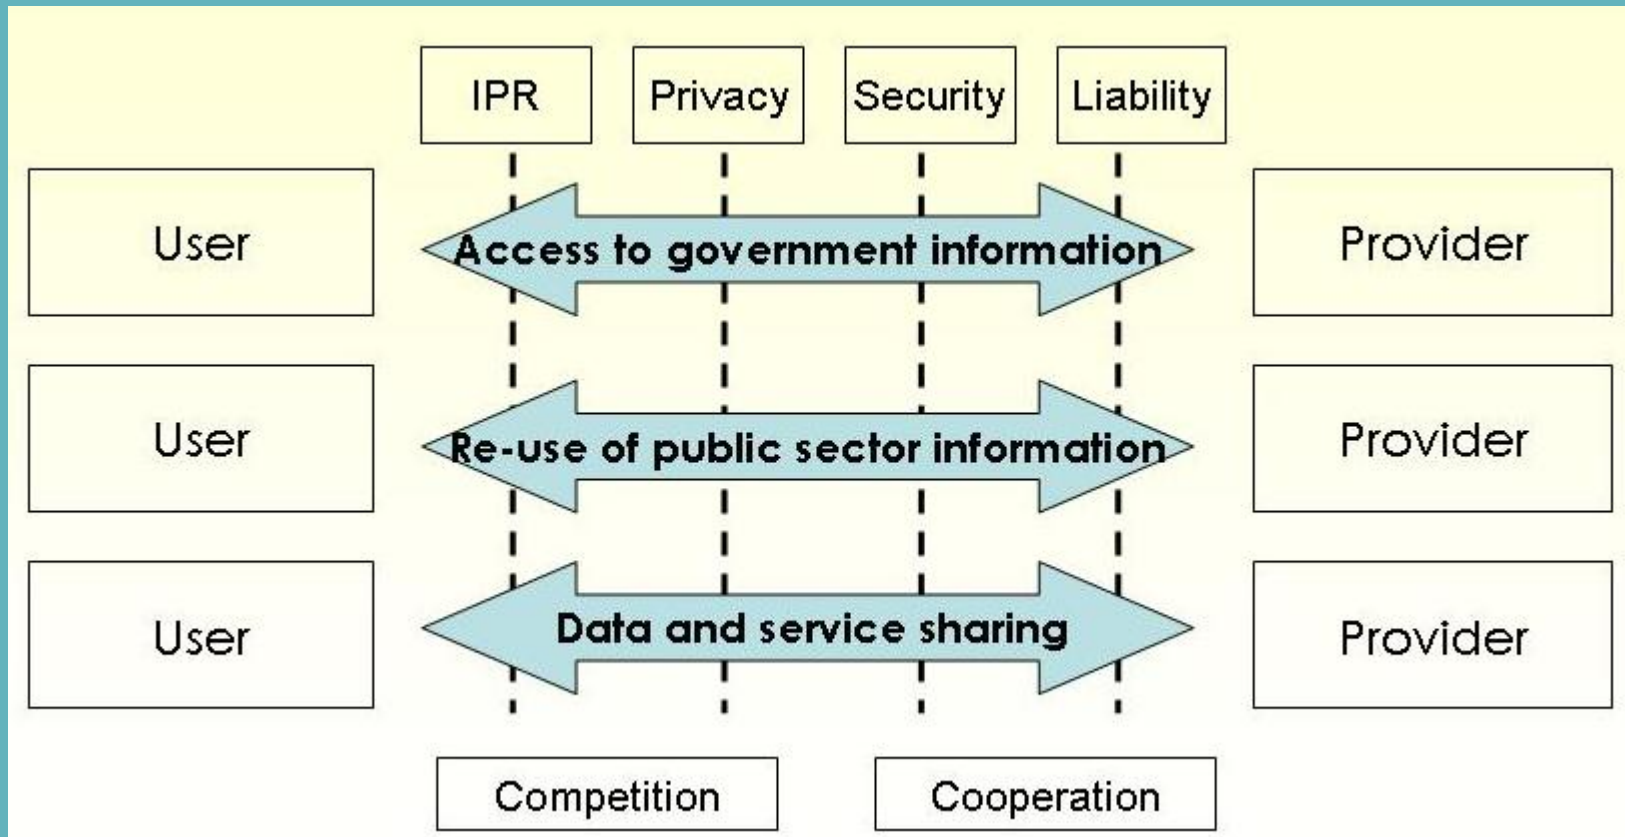 IPR
Privacy
Security
Liability
User
Access to government information
Provider
User
Re-use of public sector information
Provider
User
Data and service sharing
Provider
Competition
Cooperation